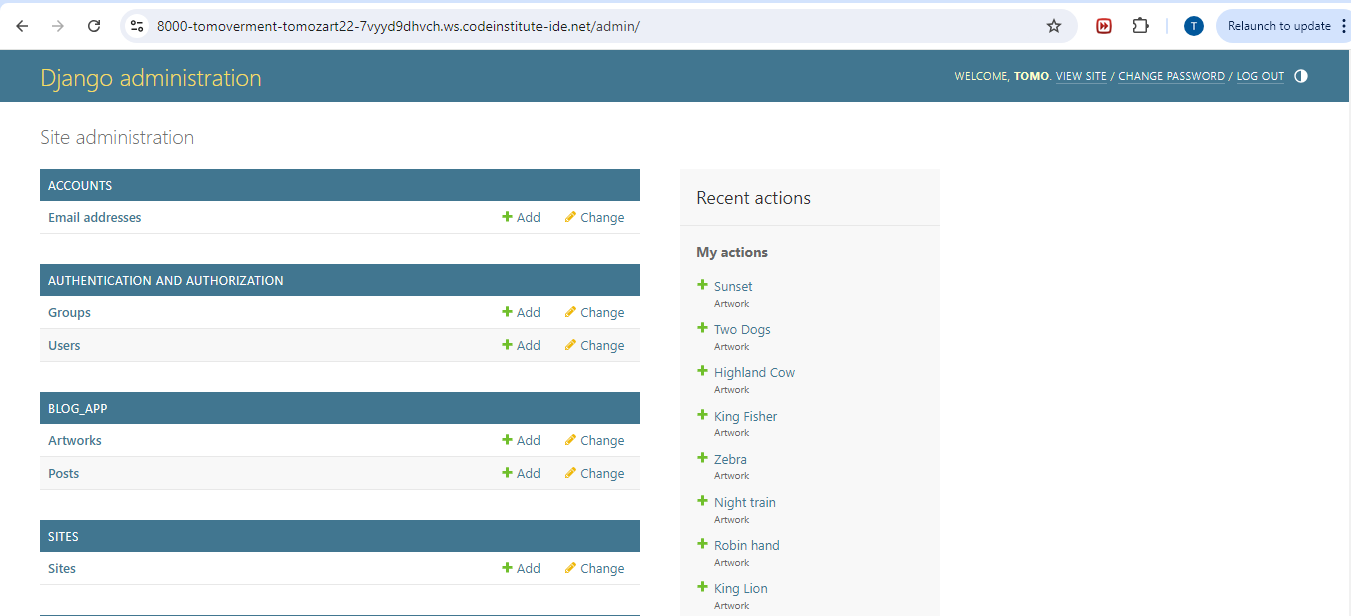 8000-tomoverment-tomozart22-7vyyd9dhvch.ws.codeinstitute-ide.net/admin/
T
Relaunch to update
Django administration
WELCOME, TOMO. VIEW SITE / CHANGE PASSWORD / LOG OUT
Site administration
ACCOUNTS
Email addresses Add Change
AUTHENTICATION AND AUTHORIZATION
Groups Add Change
Users Add Change
BLOG_APP
Artworks Add Change
Posts Add Change
SITES
Sites Add Change
Recent actions
My actions
Sunset
Artwork
Two Dogs
Artwork
Highland Cow
Artwork
King Fisher
Artwork
Zebra
Artwork
Night train
Artwork
Robin hand
Artwork
King Lion
Artwork